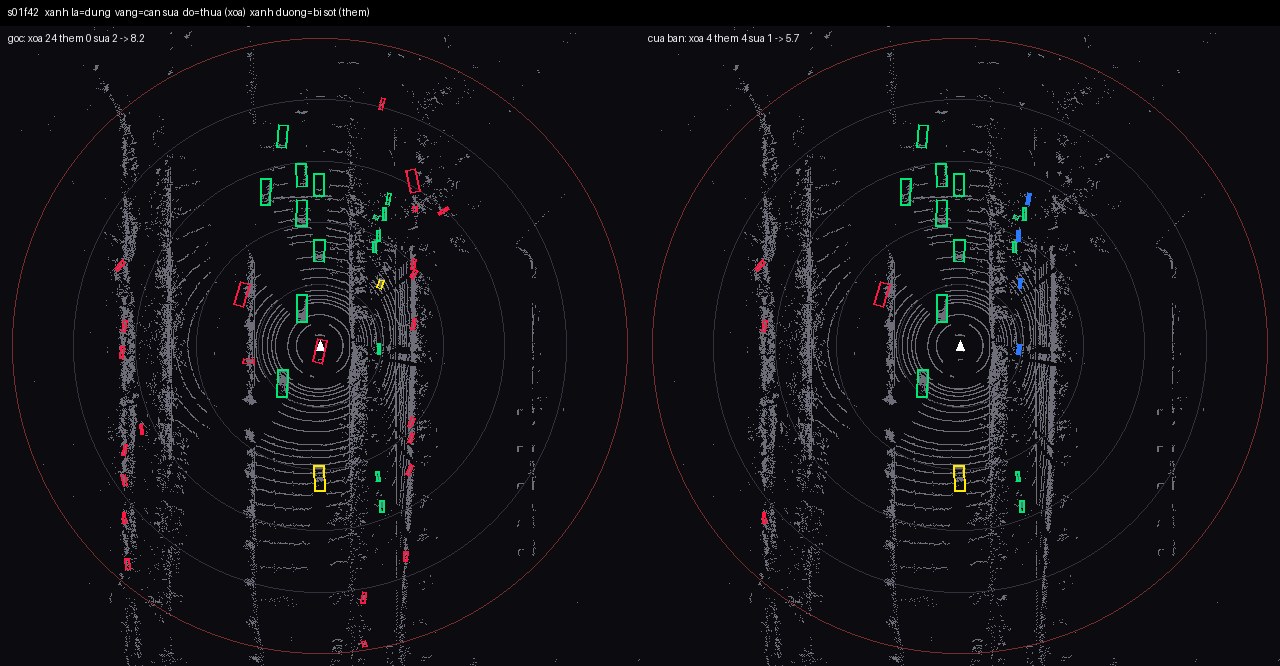 s01f42 xanh la=dung vang=can sua do=thua (xoa) xanh duong=bi sot (them)
goc: xoa 24 them 0 sua 2 -> 8.2
cua ban: xoa 4 them 4 sua 1 -> 5.7